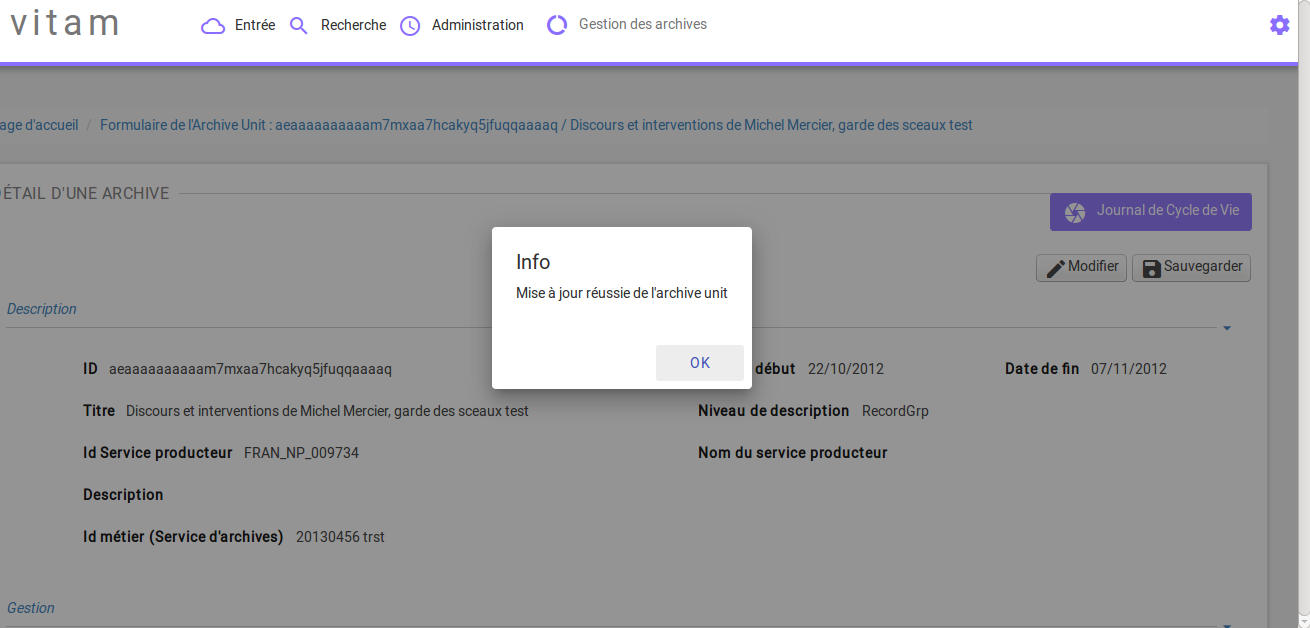 vitam
Entrée Recherche Administration Gestion des archives
age d'accueil / Formulaire de l'Archive Unit : aeaaaaaaaaaam7mxaa7hcakyq5jfuqqaaaaq / Discours et interventions de Michel Mercier, garde des sceaux test
ÉTAIL D'UNE ARCHIVE
Journal de Cycle de Vie
Modifier Sauvegarder
Info
Mise à jour réussie de l'archive unit
OK
Description
ID aeaaaaaaaaaam7mxaa7hcakyq5jfuqqaaaaq début 22/10/2012 Date de fin 07/11/2012
Titre Discours et interventions de Michel Mercier, garde des sceaux test Niveau de description RecordGrp
Id Service producteur FRAN_NP_009734 Nom du service producteur
Description
Id métier (Service d'archives) 20130456 trst
Gestion